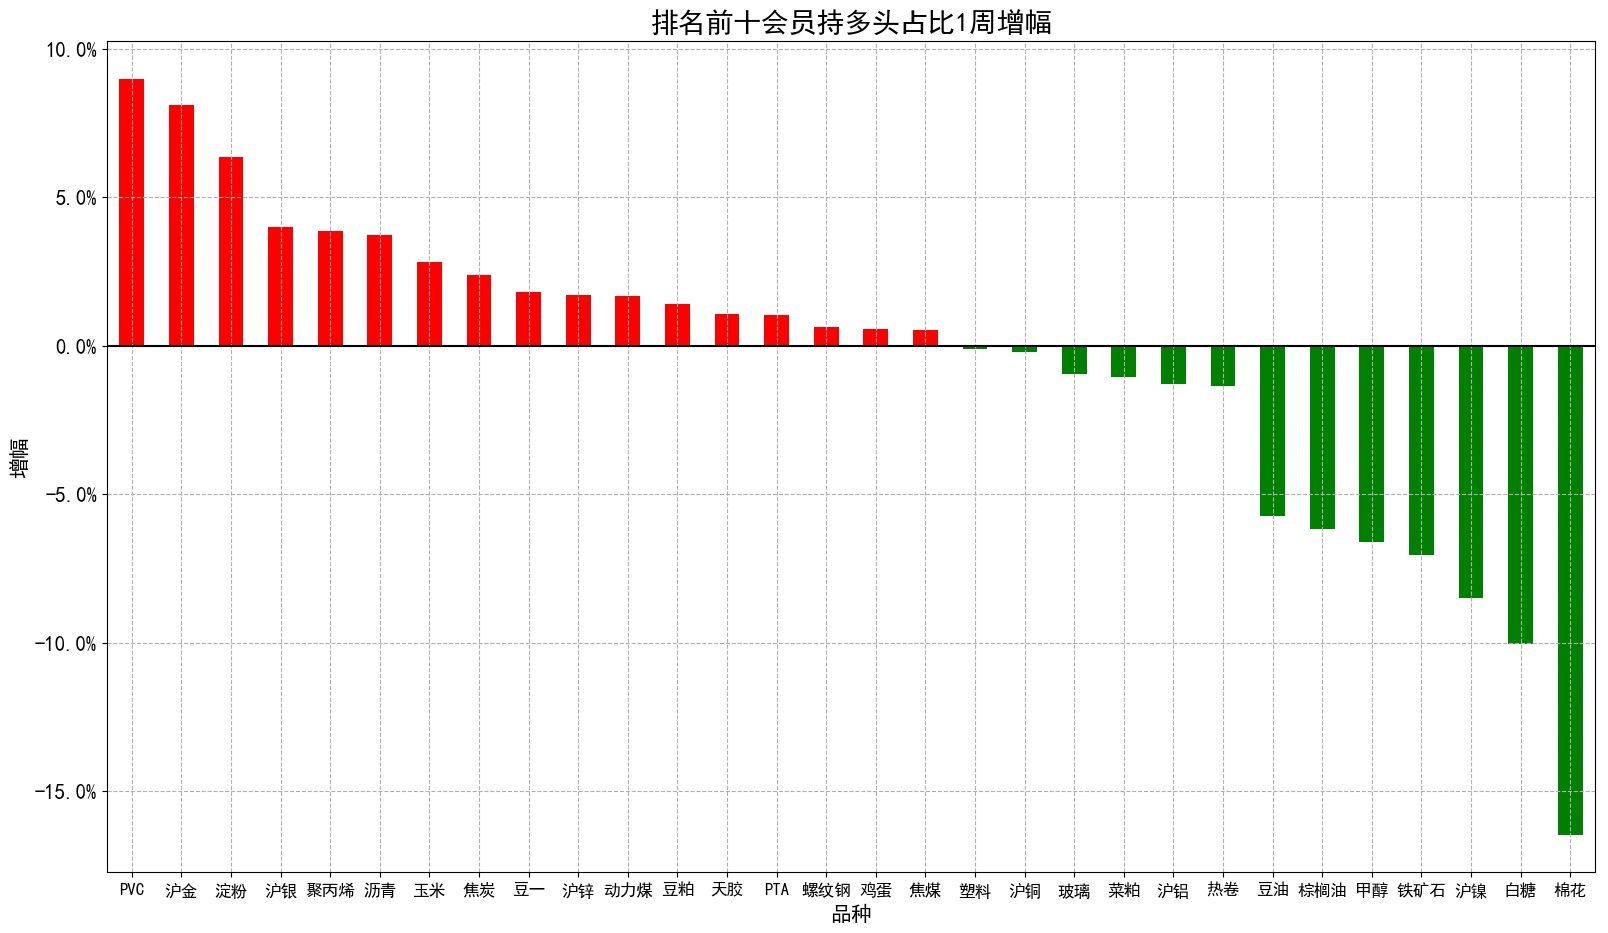 排名前十会员持多头占比1周增幅
10.0%
5.0%
0.0%
-5.0%
-10.0%
-15.0%
增幅
PVC 沪金 淀粉 沪银 聚丙烯 沥青 玉米 焦炭 豆一 沪锌 动力煤 豆粕 天胶 PTA 螺纹钢 鸡蛋 焦煤 塑料 沪铜 玻璃 菜粕 沪铝 热卷 豆油 棕榈油 甲醇 铁矿石 沪镍 白糖 棉花
品种